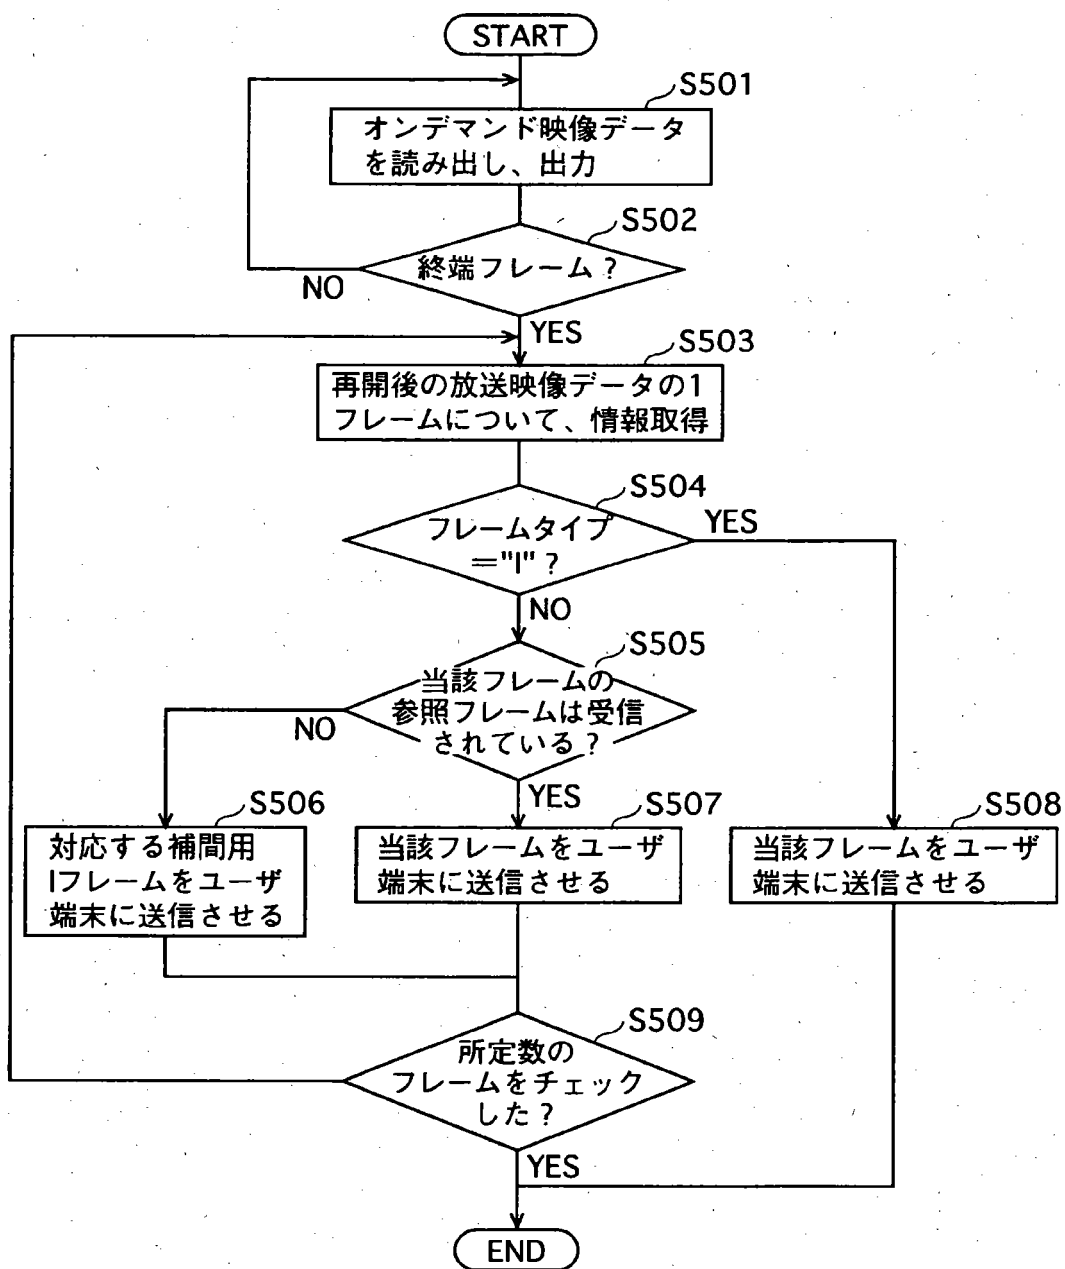 START
S501
オンデマンド映像データ
を読み出し、出力
S502
終端フレーム?
NO
YES
S503
再開後の放送映像データの1
フレームについて、情報取得
S504
フレームタイプ
="I"?
YES
NO
S505
当該フレームの
参照フレームは受信
されている?
NO
YES
S506
対応する補間用
Iフレームをユーザ
端末に送信させる
S507
当該フレームをユーザ
端末に送信させる
S508
当該フレームをユーザ
端末に送信させる
S509
所定数の
フレームをチェック
した?
YES
END